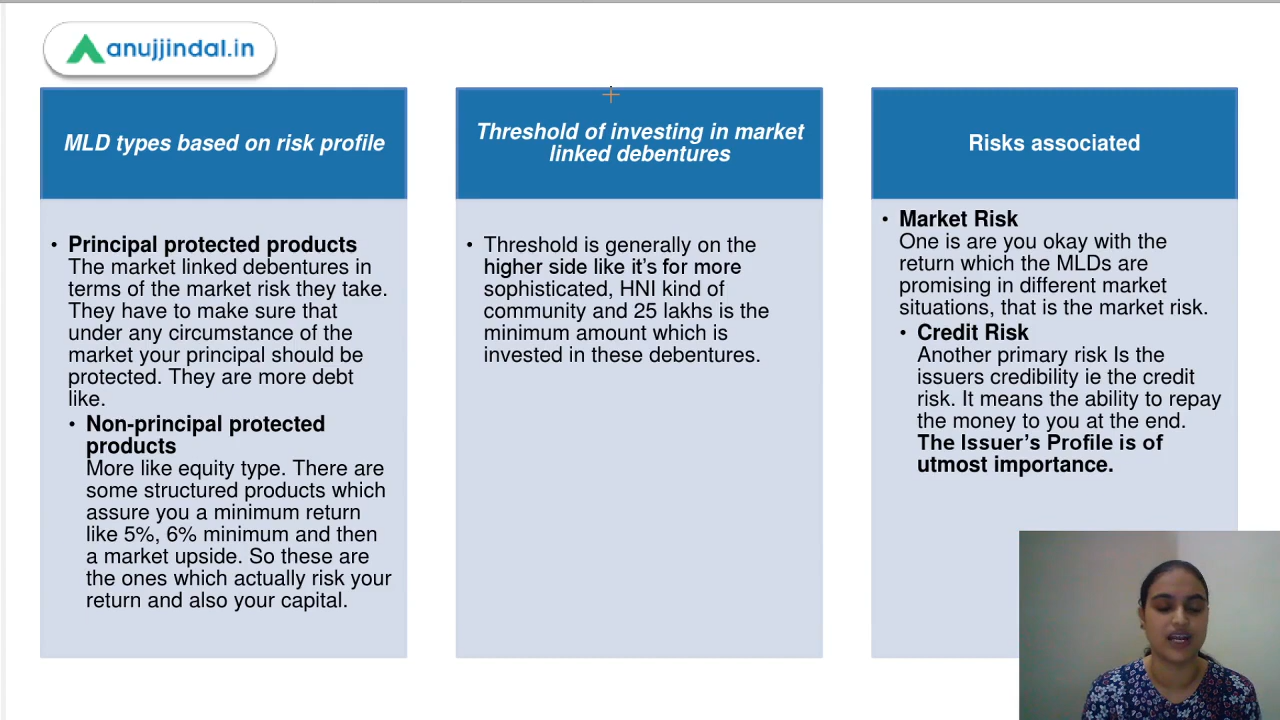 anujjindal.in
MLD types based on risk profile
• Principal protected products
The market linked debentures in
terms of the market risk they take.
They have to make sure that
under any circumstance of the
market your principal should be
protected. They are more debt
like.
• Non-principal protected
products
More like equity type. There are
some structured products which
assure you a minimum return
like 5%, 6% minimum and then
a market upside. So these are
the ones which actually risk your
return and also your capital.
Threshold of investing in market
linked debentures
• Threshold is generally on the
higher side like it’s for more
sophisticated, HNI kind of
community and 25 lakhs is the
minimum amount which is
invested in these debentures.
Risks associated
• Market Risk
One is are you okay with the
return which the MLDs are
promising in different market
situations, that is the market risk.
• Credit Risk
Another primary risk Is the
issuers credibility ie the credit
risk. It means the ability to repay
the money to you at the end.
The Issuer’s Profile is of
utmost importance.